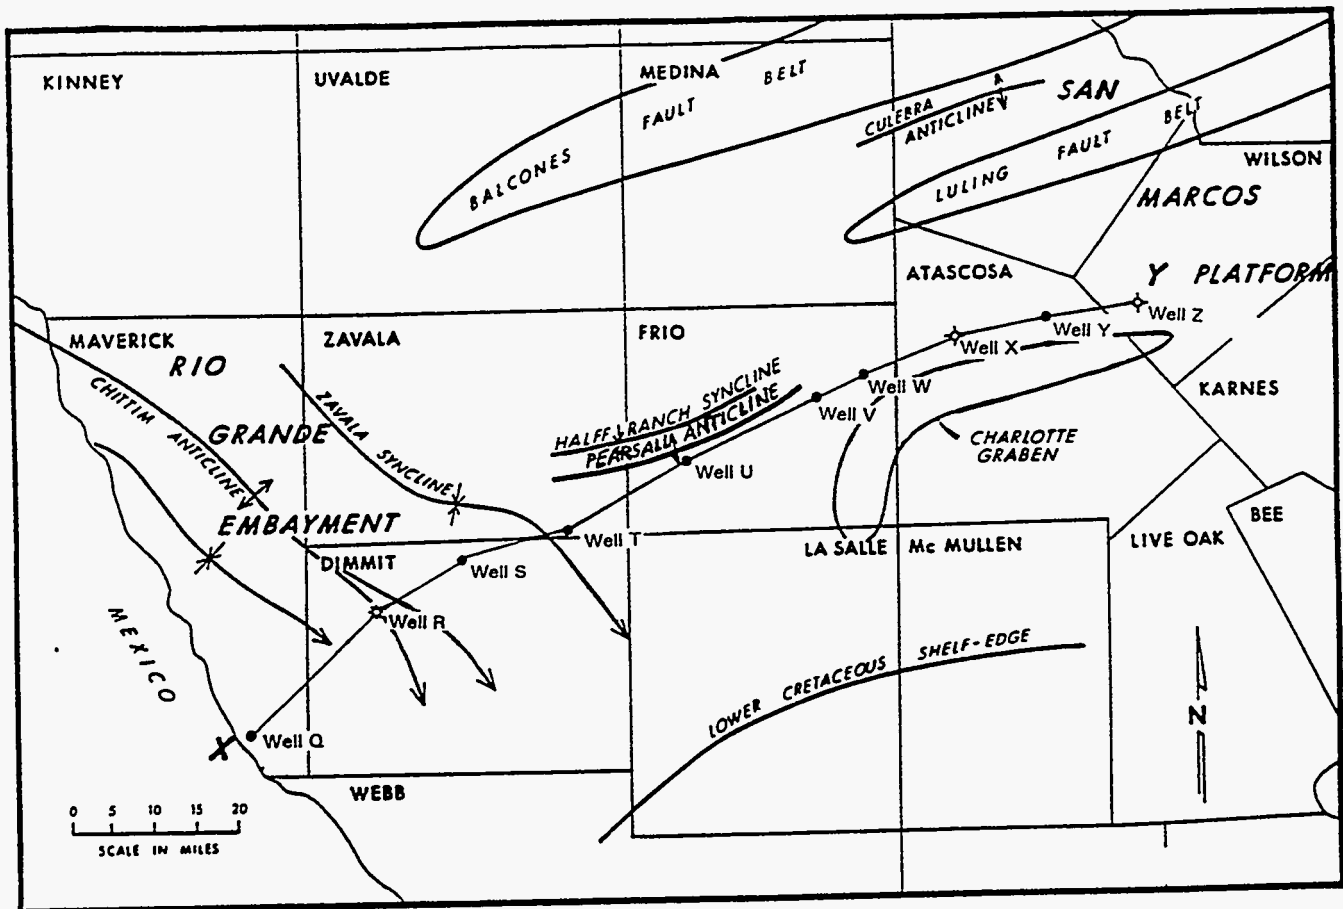 KINNEY
UVALDE
MEDINA
BELT
FAULT
BALCONES
CULEBRA
ANTICLINE
SAN
BELT
FAULT
LULING
WILSON
MARCOS
ATASCOSA
Y PLATFORM
MAVERICK
ZAVALA
FRIO
Well Z
Well Y
Well X
RIO
CHITTIM
ANTICLINE
GRANDE
ZAVALA
SYNCLINE
HALFF RANCH SYNCLINE
PEARSALL ANTICLINE
Well W
Well V
KARNES
CHARLOTTE
GRABEN
Well U
EMBAYMENT
BEE
Well T
LA SALLE
Mc MULLEN
LIVE OAK
DIMMIT
Well S
Well R
MEXICO
LOWER CRETACEOUS SHELF-EDGE
N
X
Well Q
WEBB
0 5 10 15 20
SCALE IN MILES